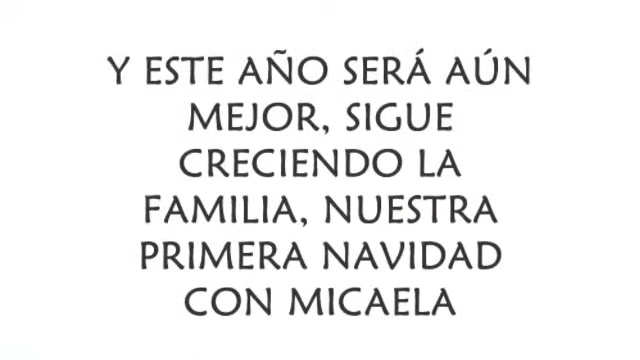 Y ESTE AÑO SERÁ AÚN
MEJOR, SIGUE
CRECIENDO LA
FAMILIA, NUESTRA
PRIMERA NAVIDAD
CON MICAELA